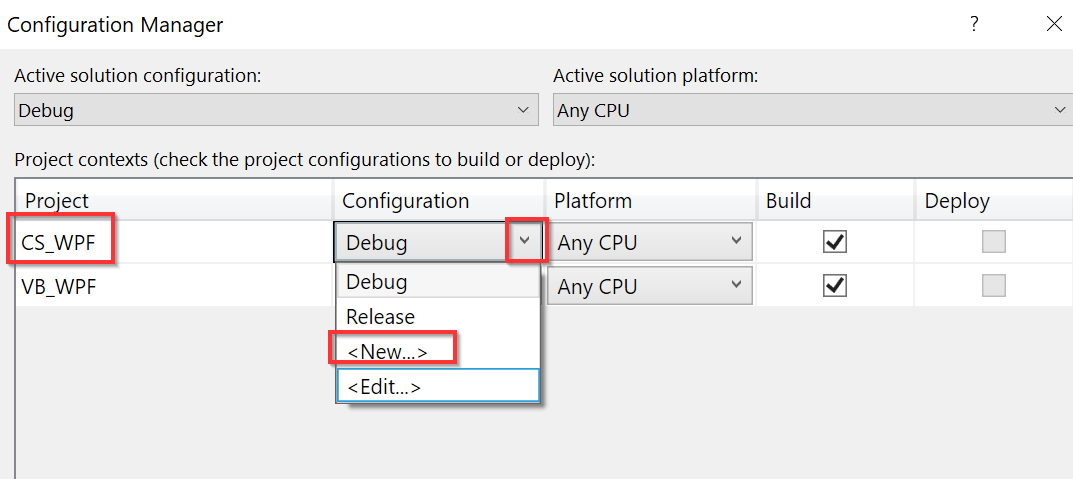 Configuration Manager ?
Active solution configuration: Active solution platform:
Debug Any CPU
Project contexts (check the project configurations to build or deploy):
Project Configuration Platform Build Deploy
CS_WPF Debug Any CPU
Debug
VB_WPF Any CPU
Release
<New...>
<Edit...>